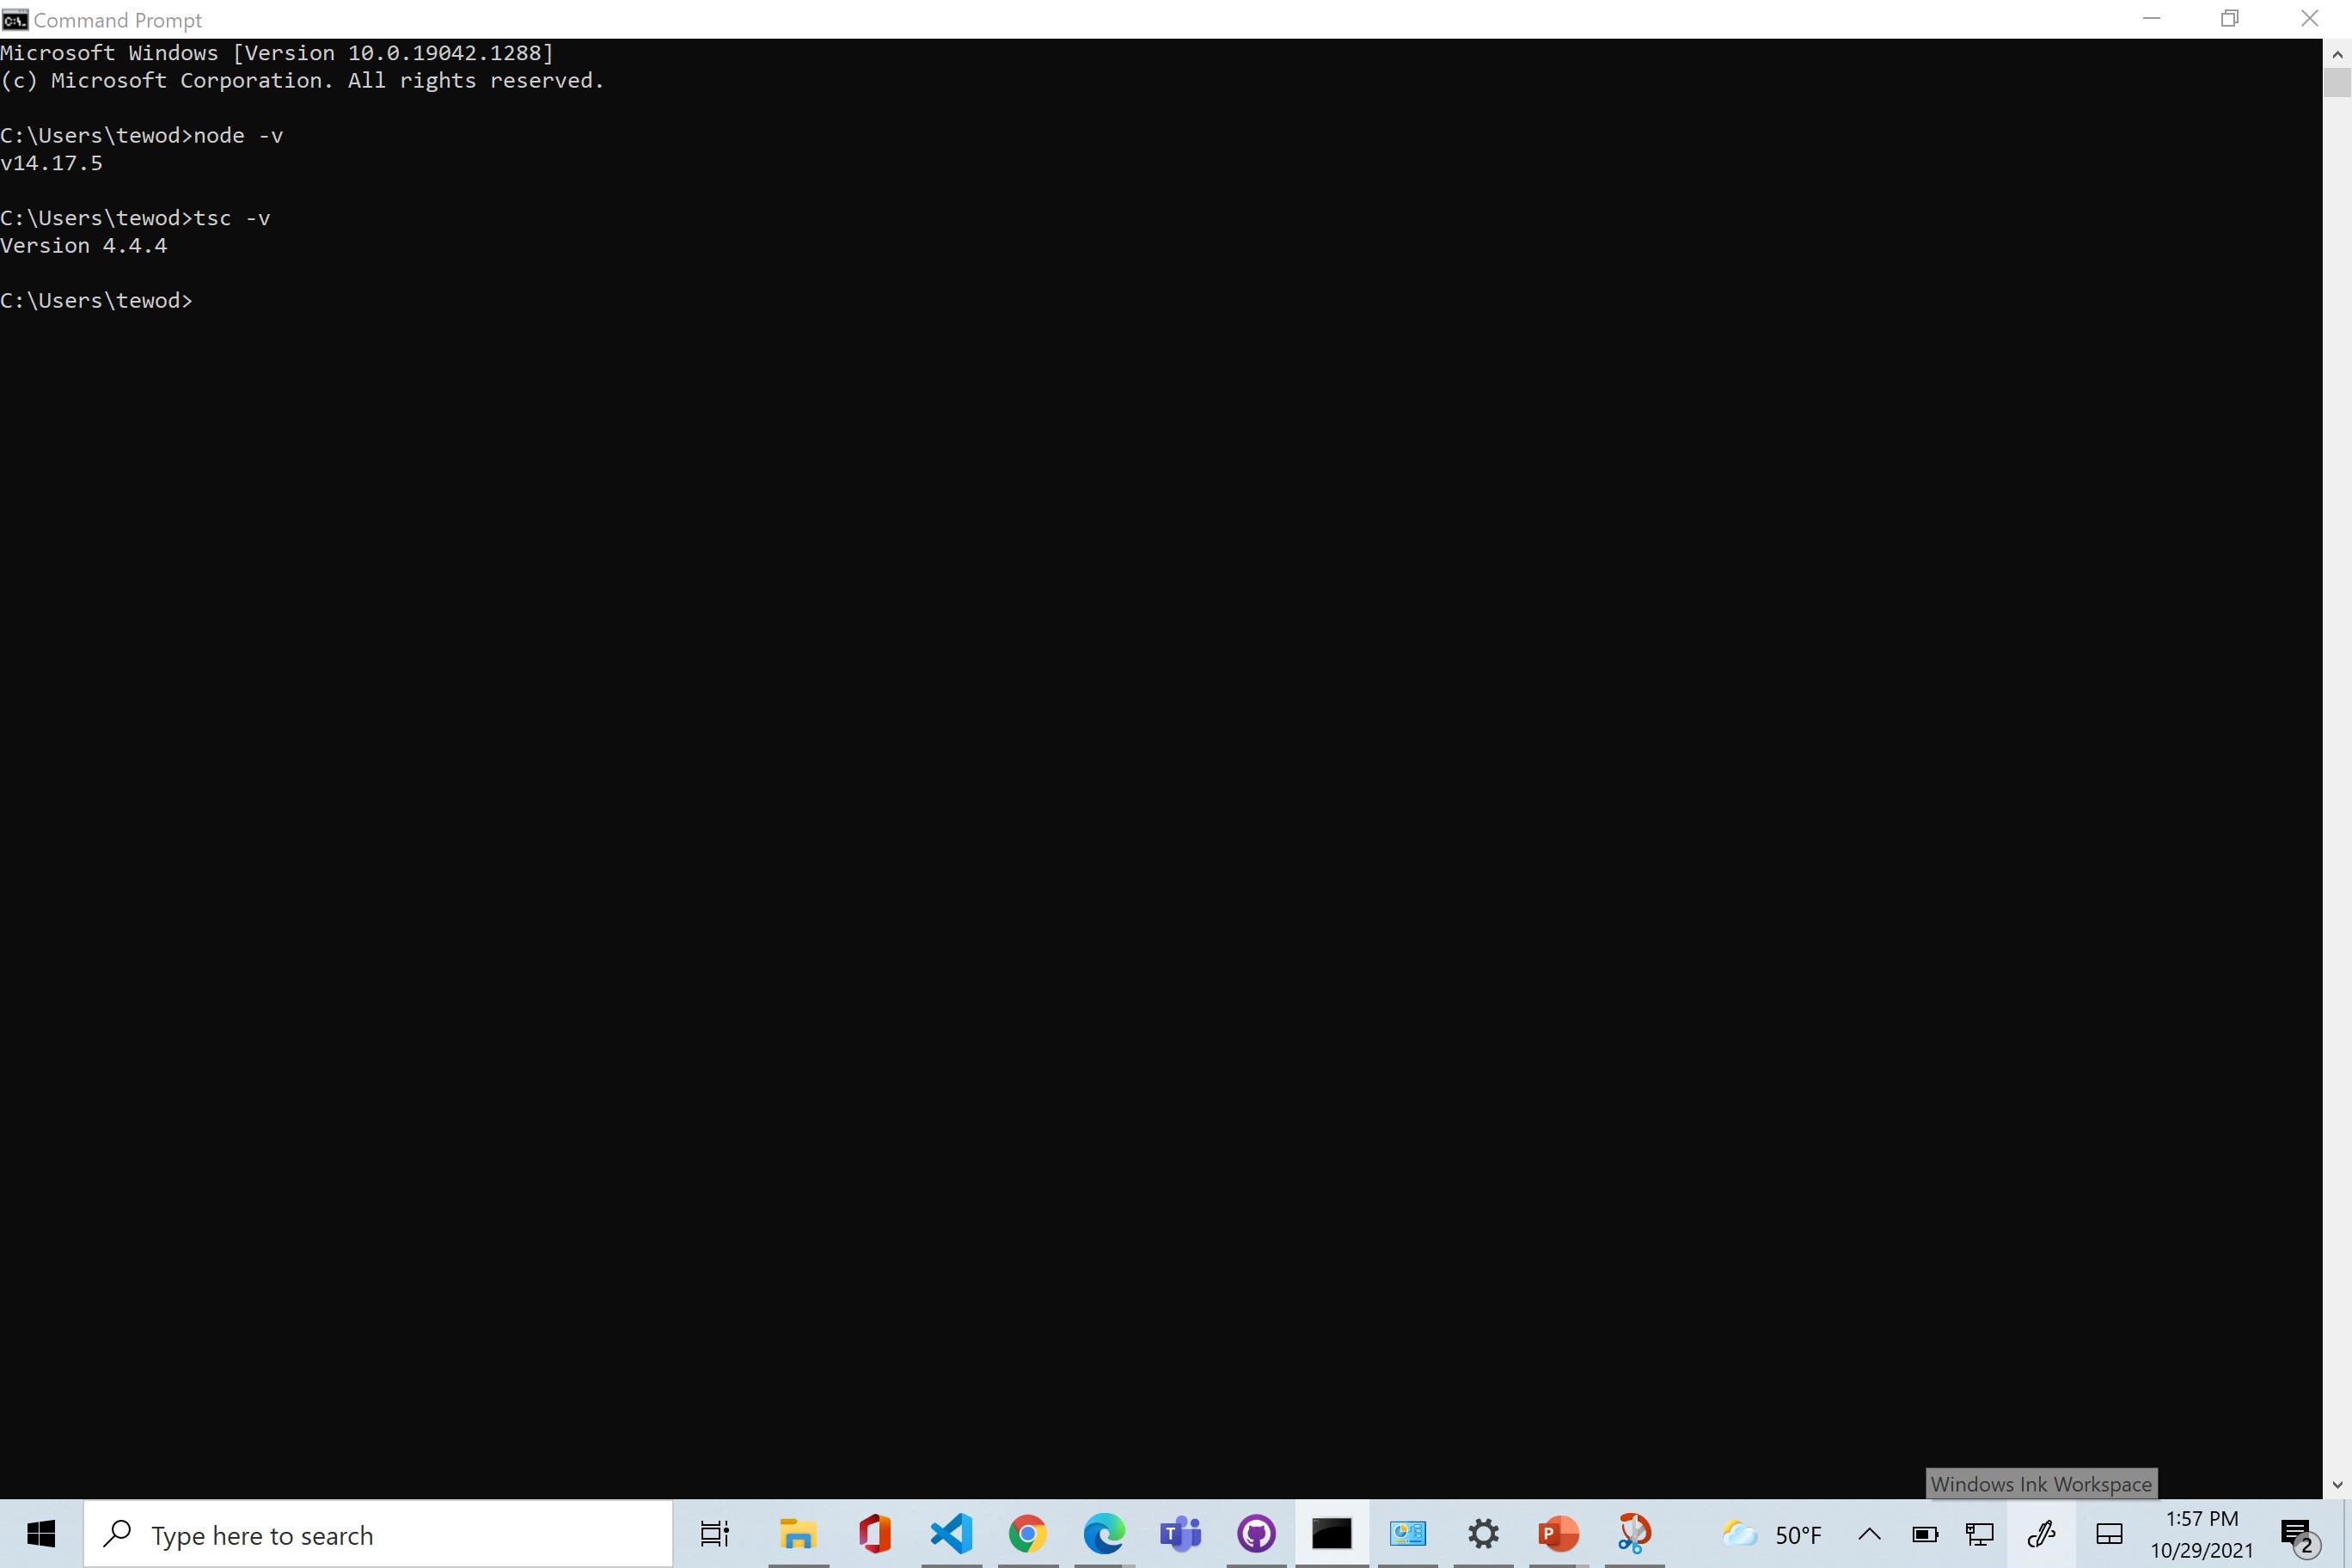 Command Prompt
Microsoft Windows [Version 10.0.19042.1288]
(c) Microsoft Corporation. All rights reserved.
C:\Users\tewod>node -v
v14.17.5
C:\Users\tewod>tsc -v
Version 4.4.4
C:\Users\tewod>
Windows Ink Workspace
Type here to search
50°F
1:57 PM
10/29/2021
2